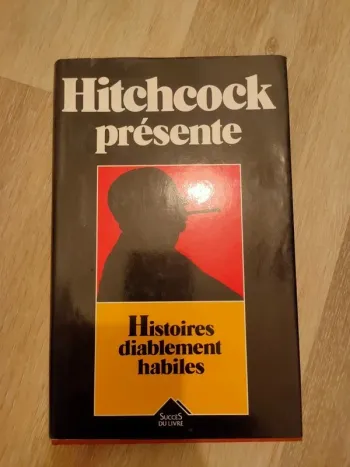 Hitchcock
présente
Histoires
diablement
habiles
SUCCÈS
DU LIVRE